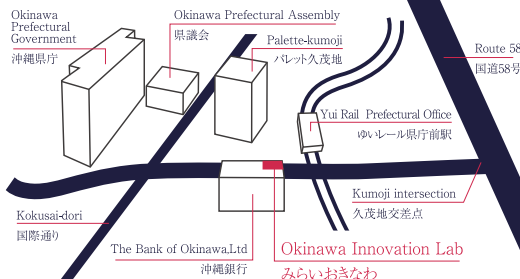 Okinawa
Prefectural
Government
沖縄県庁
Okinawa Prefectural Assembly
県議会
Palette-kumoji
パレット久茂地
Route 58
国道58号
Yui Rail Prefectural Office
ゆいレール県庁前駅
Kumoji intersection
久茂地交差点
Kokusai-dori
国際通り
The Bank of Okinawa,Ltd
沖縄銀行
Okinawa Innovation Lab
みらいおきなわ